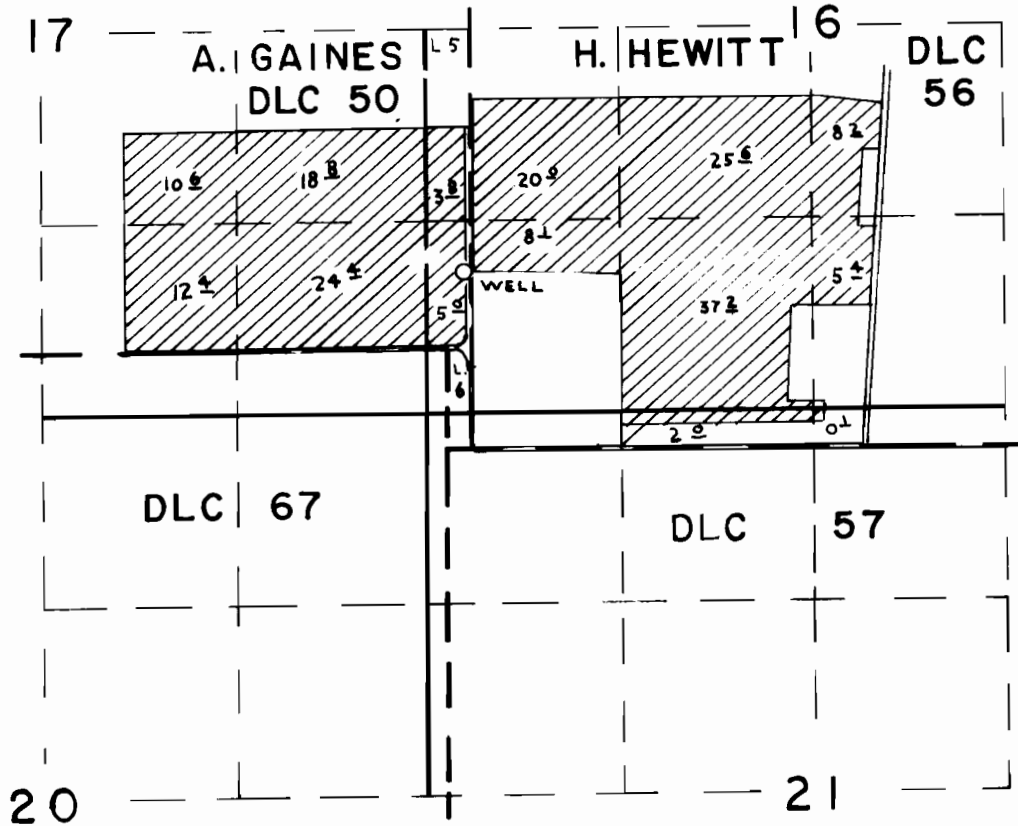 17 L 5 16
A. GAINES H. HEWITT DLC
DLC 50 56
8 2
25 6
10 6 18 8 3 8 20 0
8 1
12 4 24 4 5 4
WELL
5 0 37 2
L.
6
2 0 0 1
DLC 67 DLC 57
20 21